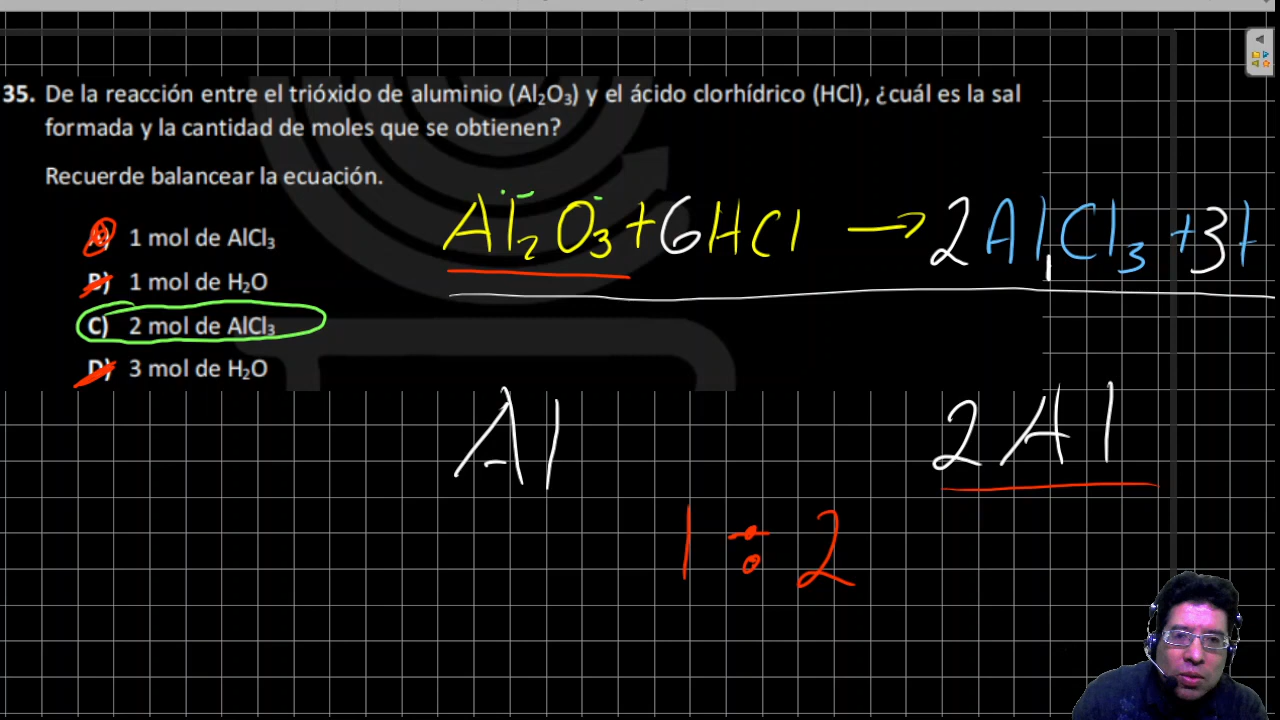 35. De la reacción entre el trióxido de aluminio (Al₂O₃) y el ácido clorhídrico (HCl), ¿cuál es la sal
formada y la cantidad de moles que se obtienen?
Recuerde balancear la ecuación.
Al₂O₃ + 6HCl → 2AlCl₃ + 3
A) 1 mol de AlCl₃
B) 1 mol de H₂O
C) 2 mol de AlCl₃
D) 3 mol de H₂O
Al 2Al
1 ÷ 2